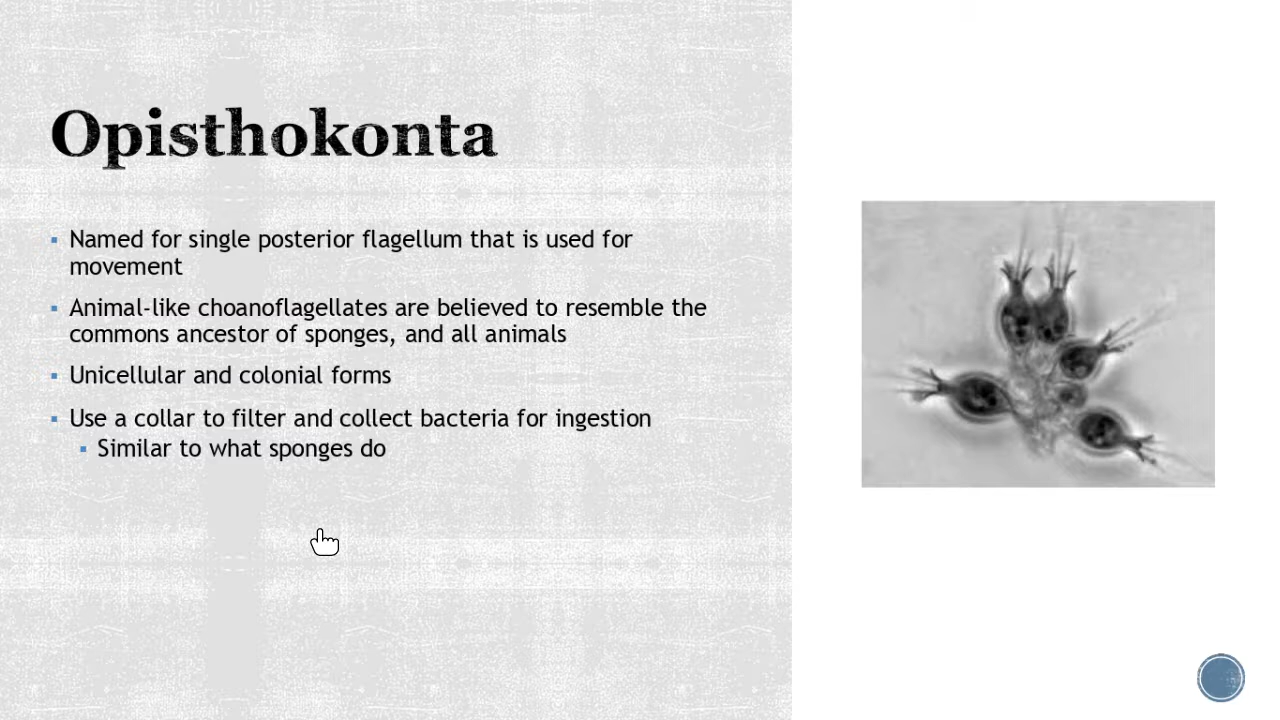 Opisthokonta
▪ Named for single posterior flagellum that is used for
movement
▪ Animal-like choanoflagellates are believed to resemble the
commons ancestor of sponges, and all animals
▪ Unicellular and colonial forms
▪ Use a collar to filter and collect bacteria for ingestion
▪ Similar to what sponges do